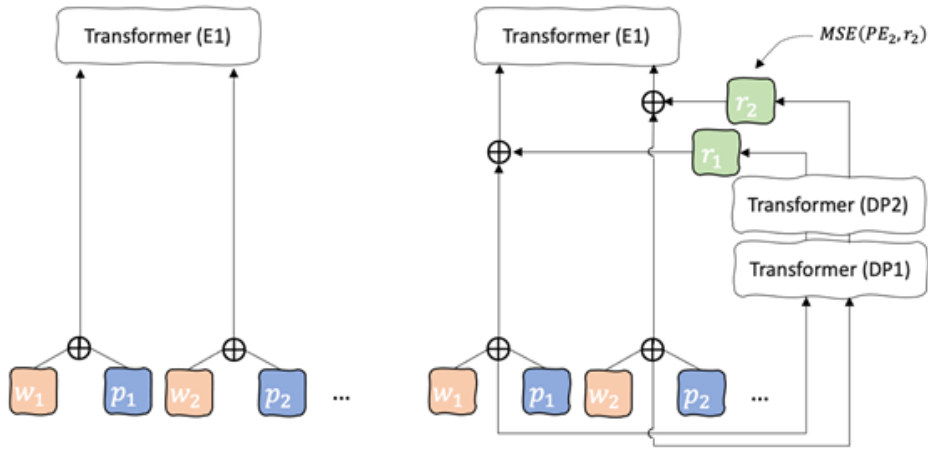 Transformer (E1)
w₁ p₁ w₂ p₂ ...
Transformer (E1)
MSE(PE₂, r₂)
r₂
r₁
Transformer (DP2)
Transformer (DP1)
w₁ p₁ w₂ p₂ ...